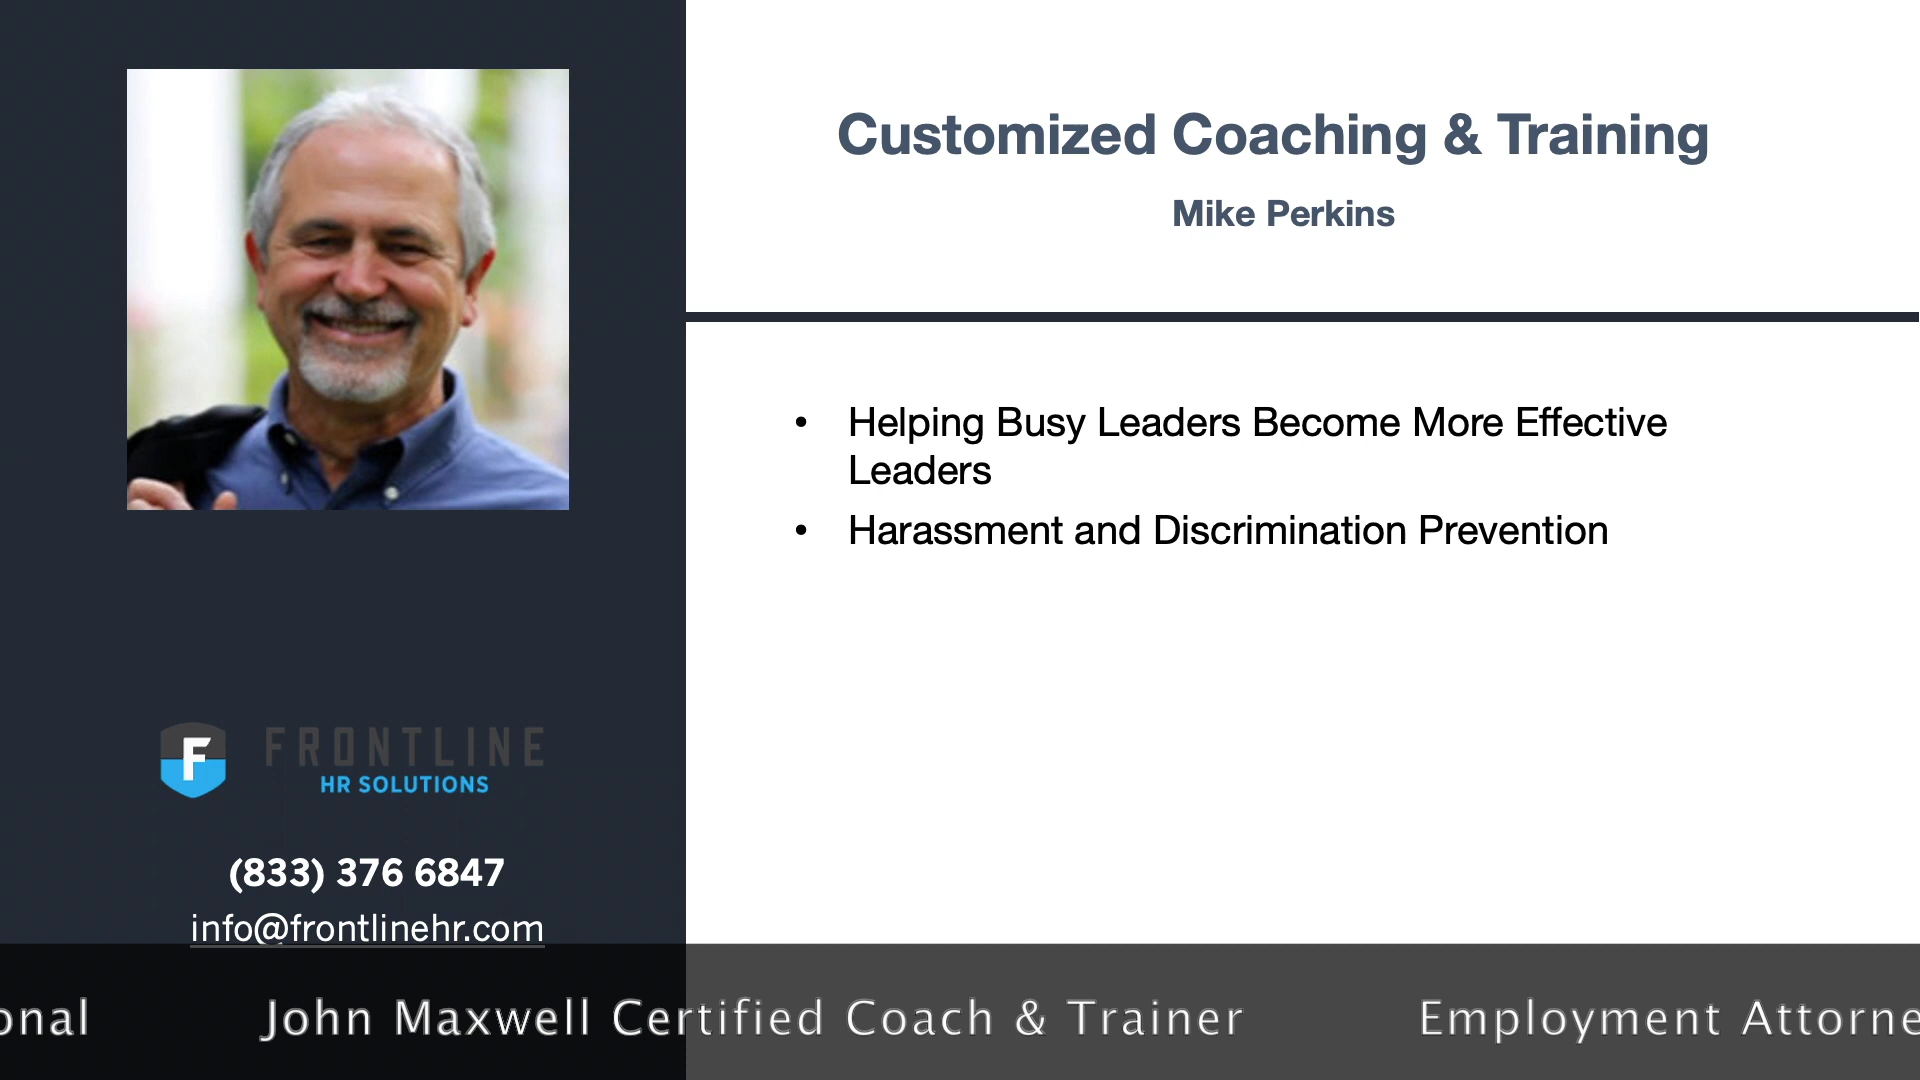 Customized Coaching & Training
Mike Perkins
• Helping Busy Leaders Become More Effective
Leaders
• Harassment and Discrimination Prevention
F FRONTLINE
HR SOLUTIONS
(833) 376 6847
info@frontlinehr.com
onal John Maxwell Certified Coach & Trainer Employment Attorne